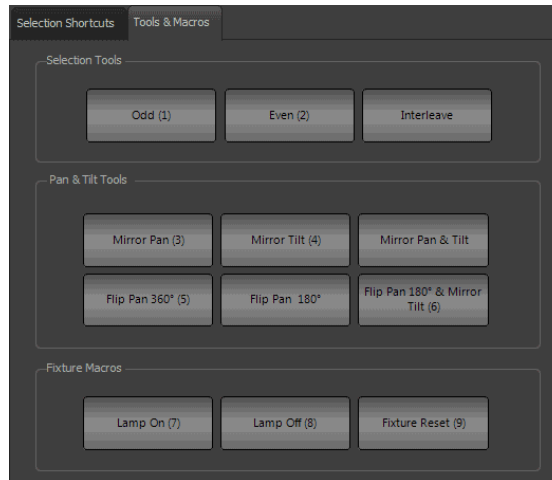 Selection Shortcuts
Tools & Macros
Selection Tools
Odd (1)
Even (2)
Interleave
Pan & Tilt Tools
Mirror Pan (3)
Mirror Tilt (4)
Mirror Pan & Tilt
Flip Pan 360° (5)
Flip Pan 180°
Flip Pan 180° & Mirror
Tilt (6)
Fixture Macros
Lamp On (7)
Lamp Off (8)
Fixture Reset (9)